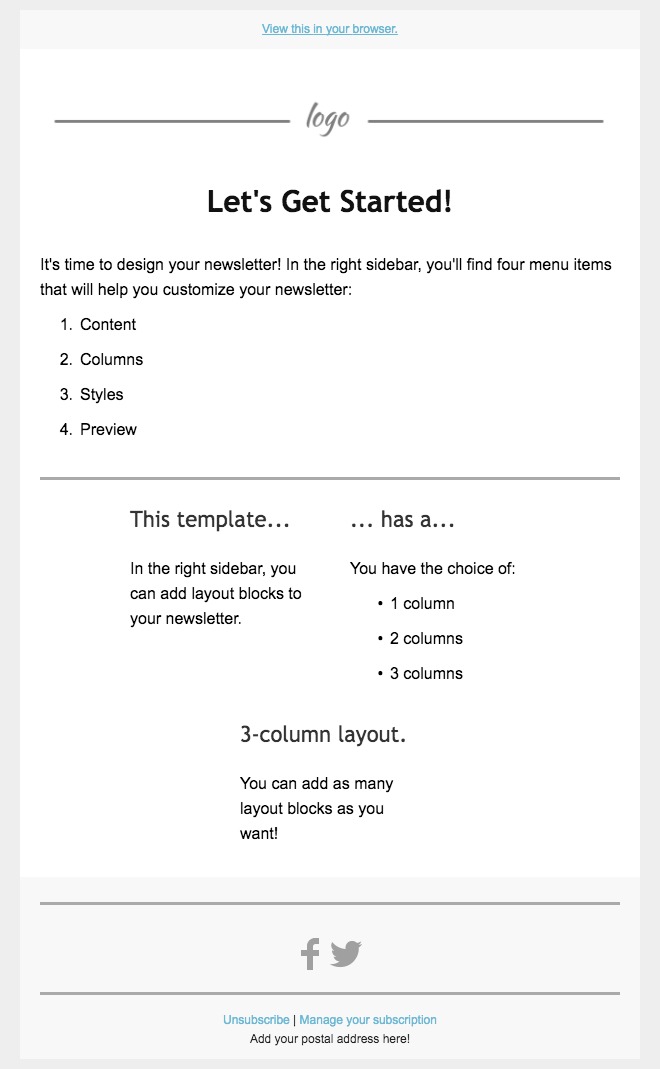 View this in your browser.
logo
Let's Get Started!
It's time to design your newsletter! In the right sidebar, you'll find four menu items
that will help you customize your newsletter:
1. Content
2. Columns
3. Styles
4. Preview
This template...
In the right sidebar, you
can add layout blocks to
your newsletter.
... has a...
You have the choice of:
• 1 column
• 2 columns
• 3 columns
3-column layout.
You can add as many
layout blocks as you
want!
Unsubscribe | Manage your subscription
Add your postal address here!